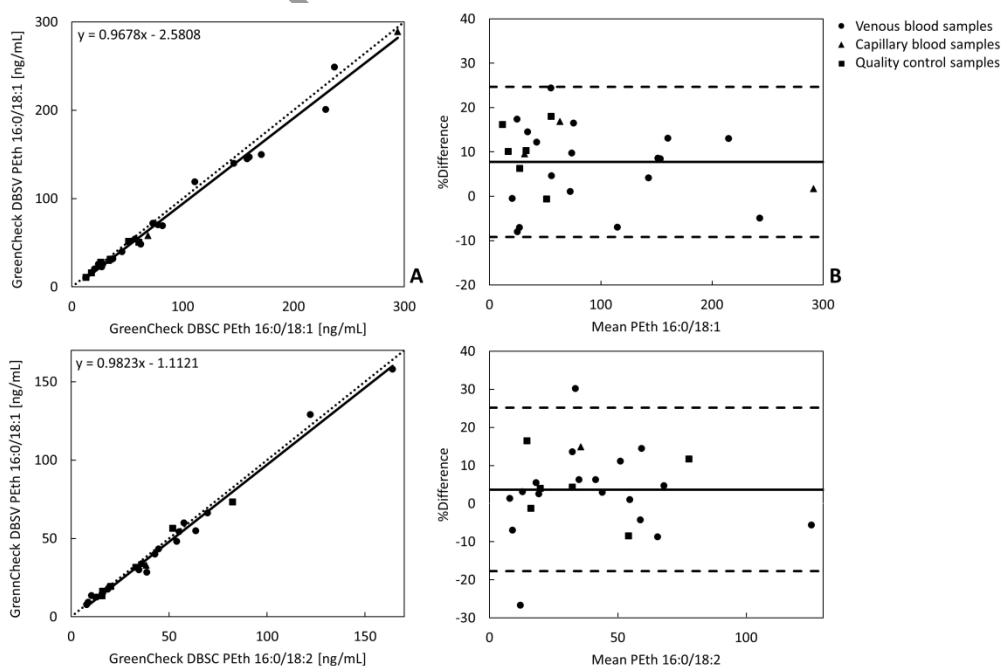 y = 0.9678x - 2.5808
300
200
100
0
0
100
200
300
GreenCheck DBSV PEth 16:0/18:1 [ng/mL]
GreenCheck DBSC PEth 16:0/18:1 [ng/mL]
A
40
30
20
10
0
-10
-20
0
100
200
300
%Difference
Mean PEth 16:0/18:1
B
Venous blood samples
Capillary blood samples
Quality control samples
y = 0.9823x - 1.1121
150
100
50
0
0
50
100
150
GrennCheck DBSV PEth 16:0/18:1 [ng/mL]
GreenCheck DBSC PEth 16:0/18:2 [ng/mL]
40
30
20
10
0
-10
-20
-30
0
50
100
%Difference
Mean PEth 16:0/18:2